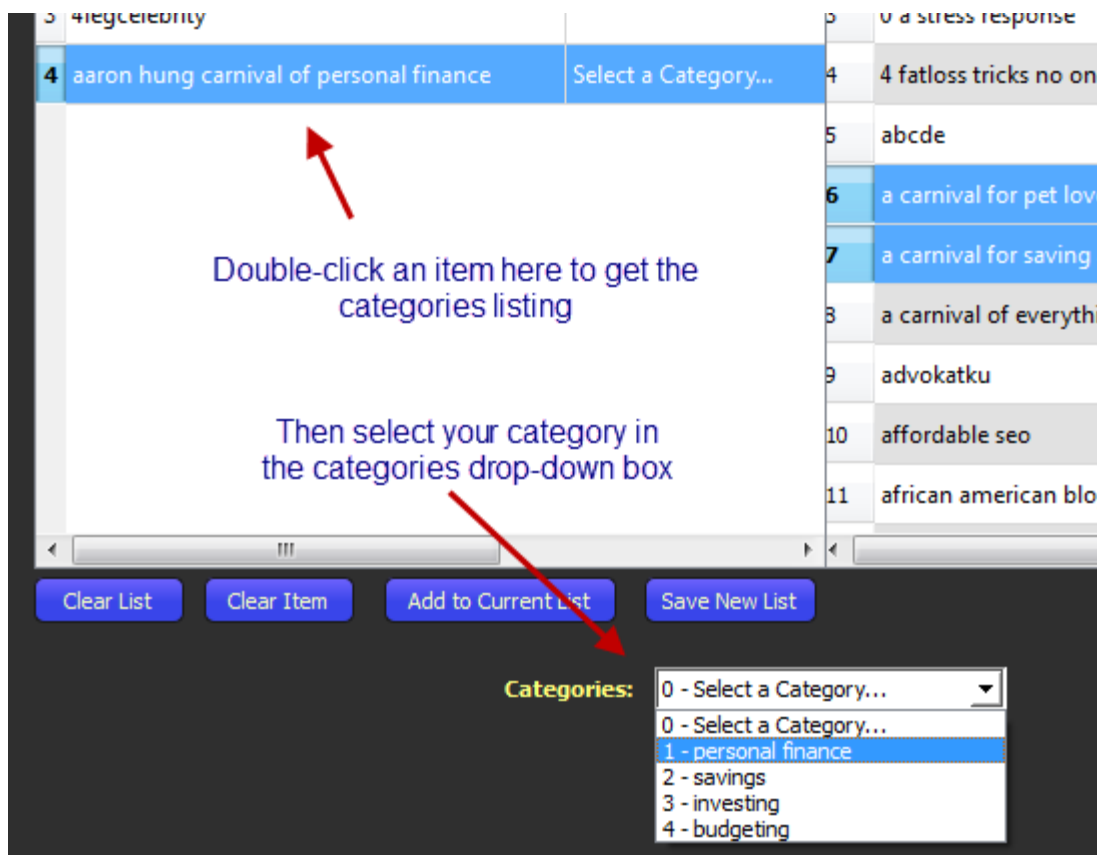 3 4legcelebrity
4 aaron hung carnival of personal finance Select a Category...
Double-click an item here to get the
categories listing
Then select your category in
the categories drop-down box
3 0 a stress response
4 4 fatloss tricks no on
5 abcde
6 a carnival for pet lov
7 a carnival for saving
8 a carnival of everythi
9 advokatku
10 affordable seo
11 african american blo
Clear List Clear Item Add to Current List Save New List
Categories: 0 - Select a Category...
0 - Select a Category...
1 - personal finance
2 - savings
3 - investing
4 - budgeting